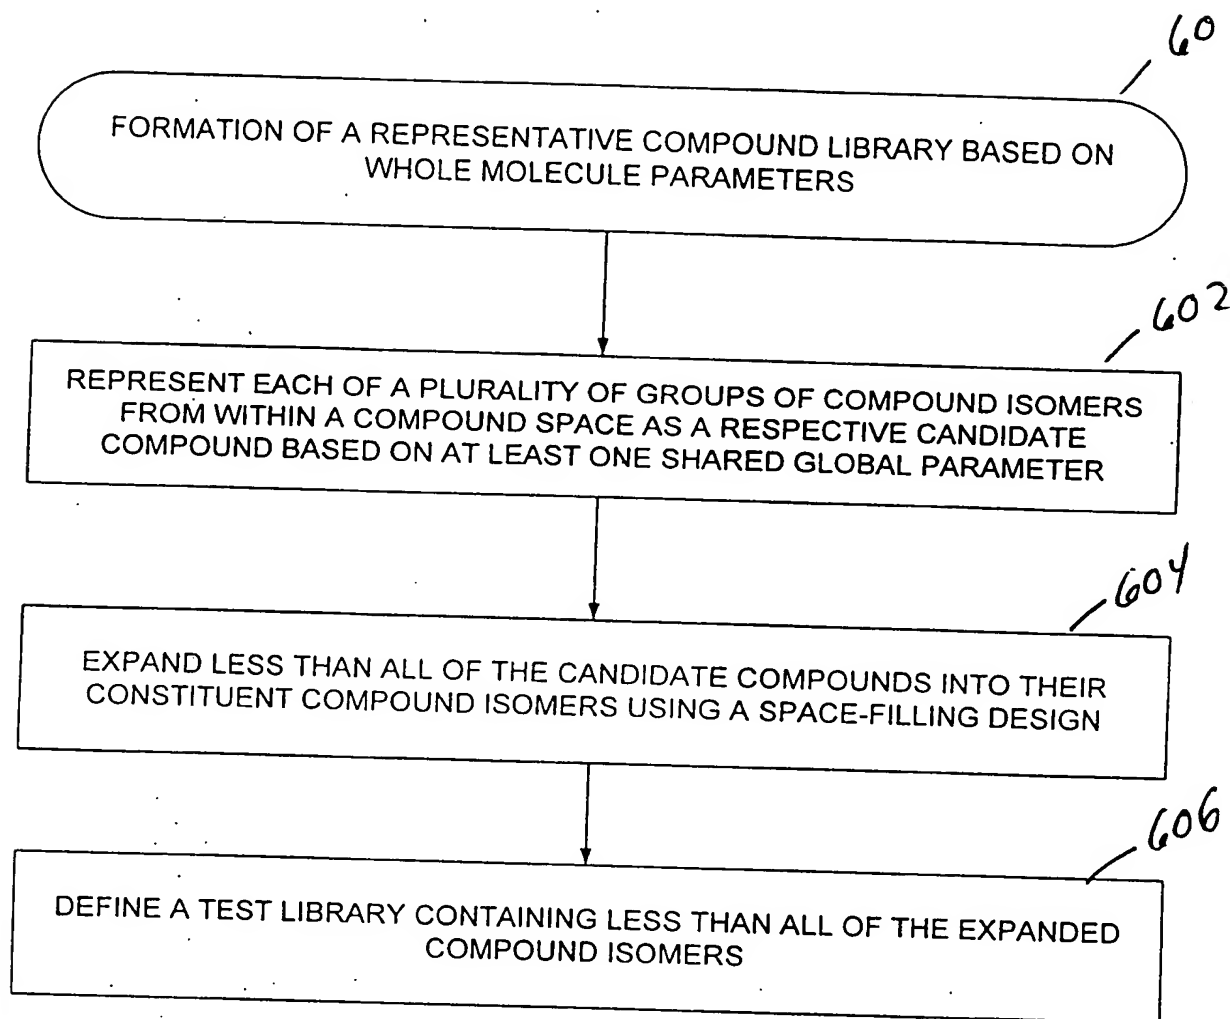 60
FORMATION OF A REPRESENTATIVE COMPOUND LIBRARY BASED ON
WHOLE MOLECULE PARAMETERS
602
REPRESENT EACH OF A PLURALITY OF GROUPS OF COMPOUND ISOMERS
FROM WITHIN A COMPOUND SPACE AS A RESPECTIVE CANDIDATE
COMPOUND BASED ON AT LEAST ONE SHARED GLOBAL PARAMETER
604
EXPAND LESS THAN ALL OF THE CANDIDATE COMPOUNDS INTO THEIR
CONSTITUENT COMPOUND ISOMERS USING A SPACE-FILLING DESIGN
606
DEFINE A TEST LIBRARY CONTAINING LESS THAN ALL OF THE EXPANDED
COMPOUND ISOMERS